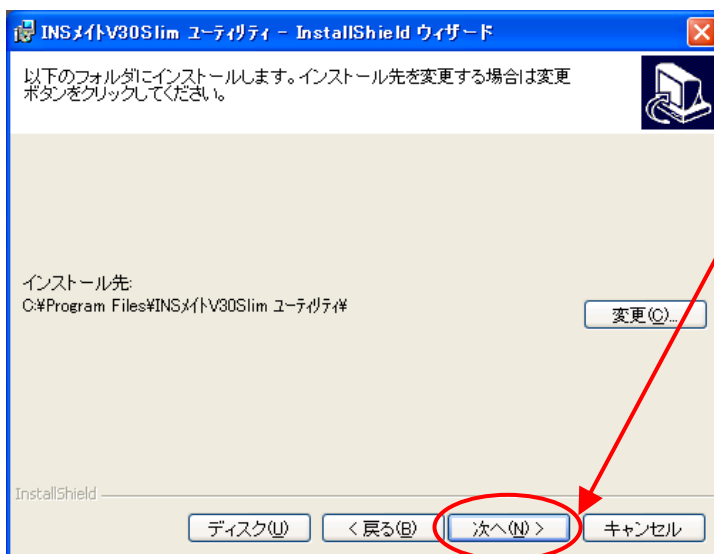 INSﾒｲﾄV30Slim ﾕｰﾃｨﾘﾃｨ - InstallShield ウィザード
以下のフォルダにインストールします。インストール先を変更する場合は変更
ボタンをクリックしてください。
インストール先:
C:¥Program Files¥INSﾒｲﾄV30Slim ﾕｰﾃｨﾘﾃｨ¥
変更(C)...
InstallShield
ディスク(U)
< 戻る(B)
次へ(N) >
キャンセル